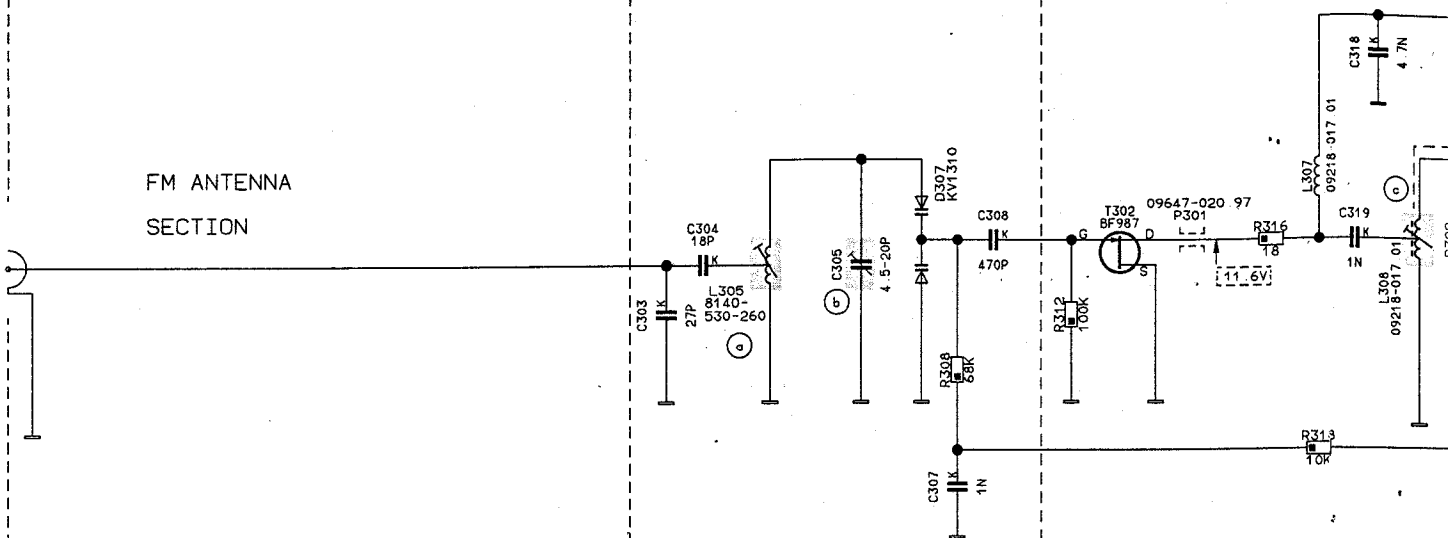 FM ANTENNA
SECTION
C303
K
27P
C304
18P
K
L305
8140-
530-260
a
C305
4.5-20P
b
D307
KV1310
C308
K
470P
R308
68K
C307
K
1N
G
T302
BF987
D
S
R312
100K
09647-020.97
P301
11.6V
R316
18
L307
09218-017.01
C318
K
4.7N
C319
K
1N
c
L308
09218-017 01
R313
10K